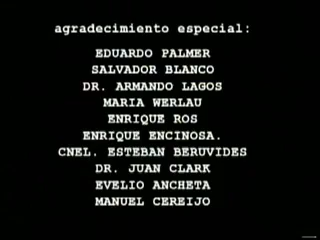 agradecimiento especial:
EDUARDO PALMER
SALVADOR BLANCO
DR. ARMANDO LAGOS
MARIA WERLAU
ENRIQUE ROS
ENRIQUE ENCINOSA.
CNEL. ESTEBAN BERUVIDES
DR. JUAN CLARK
EVELIO ANCHETA
MANUEL CEREIJO